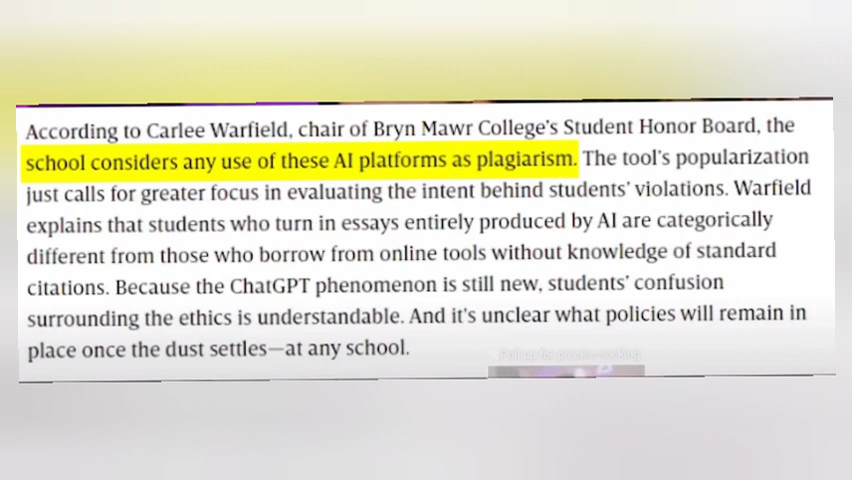 According to Carlee Warfield, chair of Bryn Mawr College's Student Honor Board, the
school considers any use of these AI platforms as plagiarism. The tool's popularization
just calls for greater focus in evaluating the intent behind students' violations. Warfield
explains that students who turn in essays entirely produced by AI are categorically
different from those who borrow from online tools without knowledge of standard
citations. Because the ChatGPT phenomenon is still new, students' confusion
surrounding the ethics is understandable. And it's unclear what policies will remain in
place once the dust settles—at any school.
Pull up for precise seeking